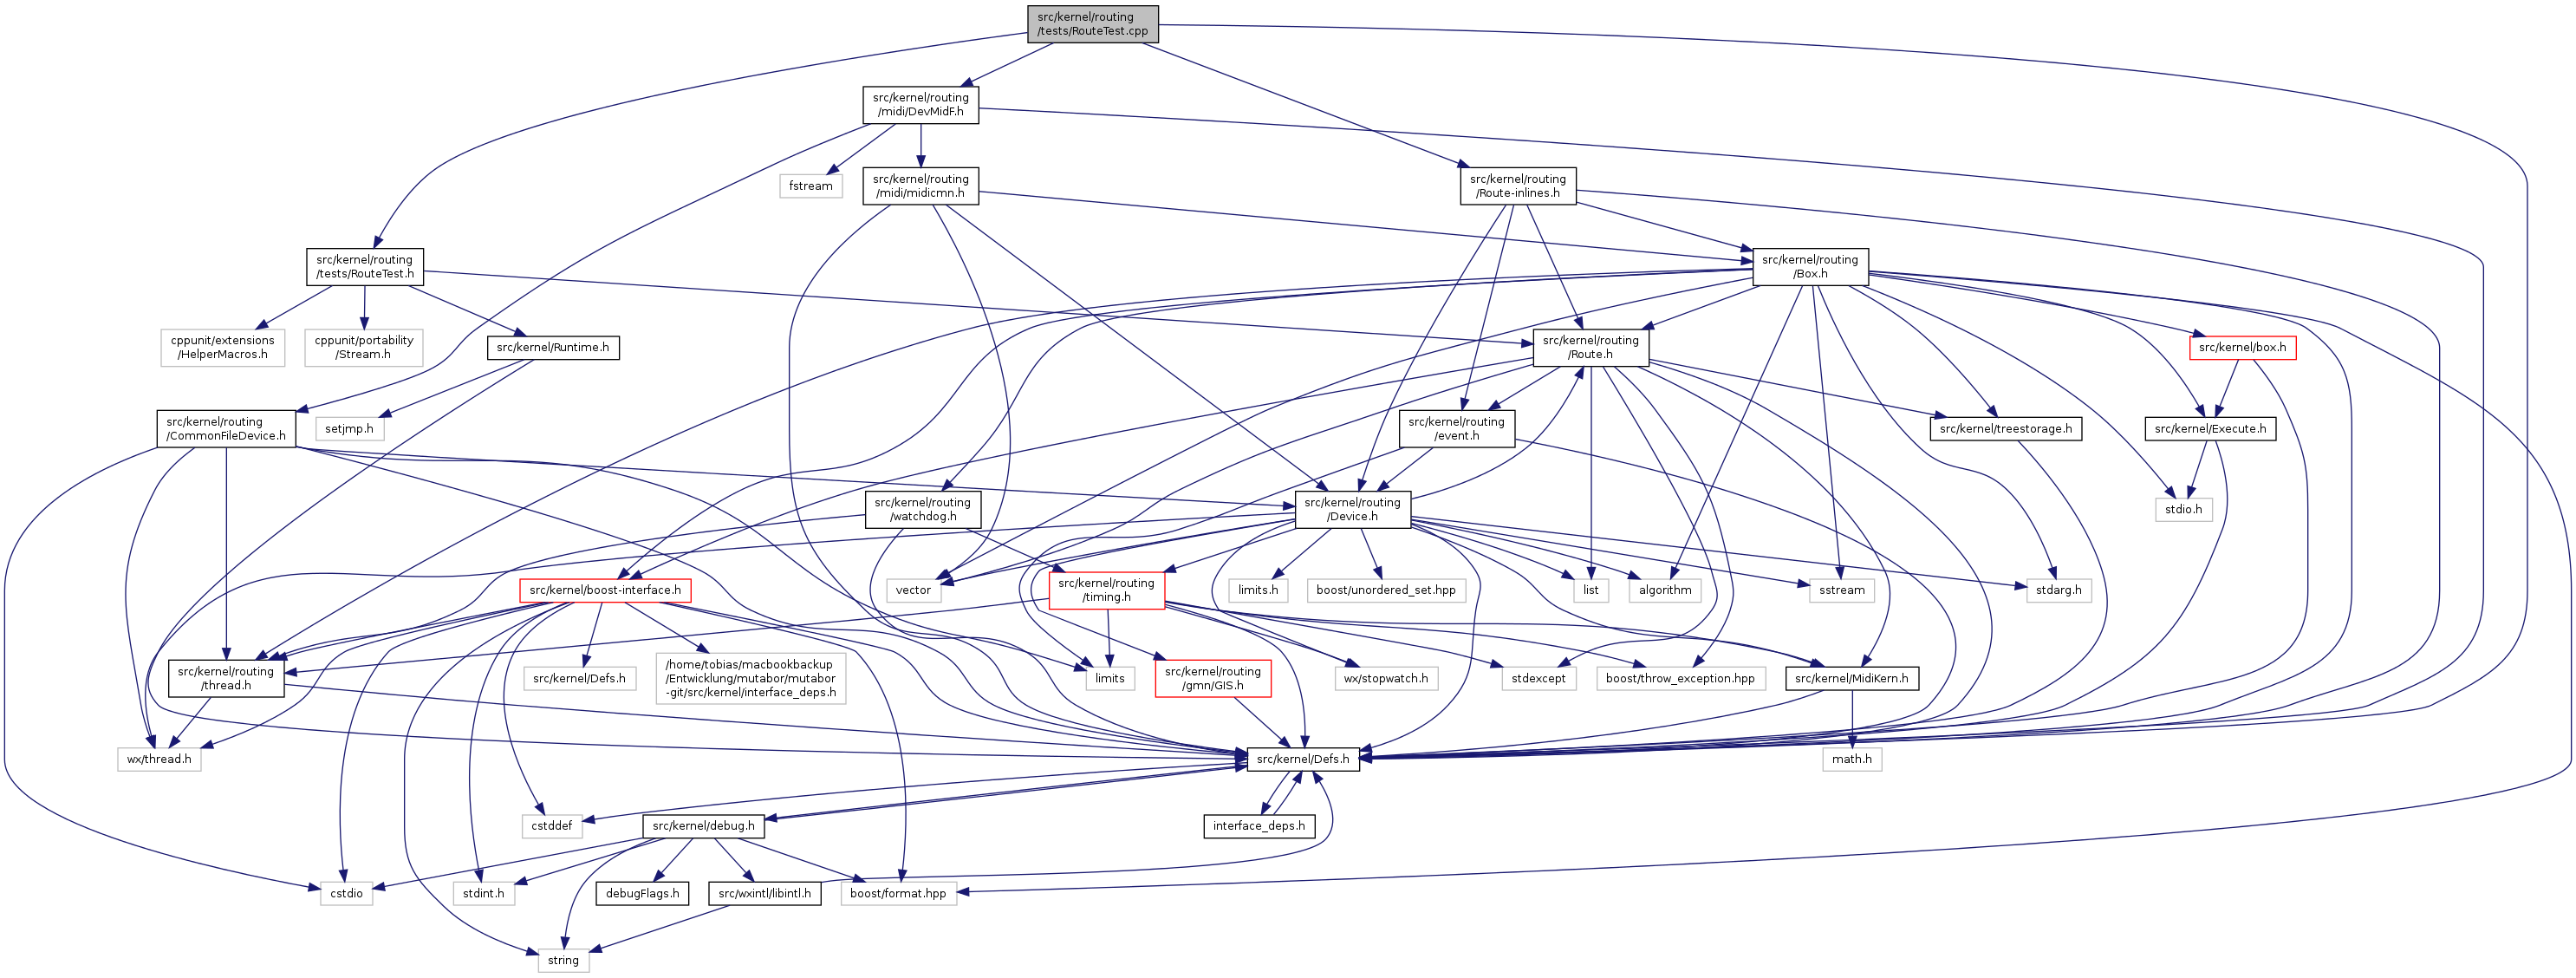 src/kernel/routing
/tests/RouteTest.cpp
src/kernel/routing
/midi/DevMidF.h
fstream
src/kernel/routing
/midi/midicmn.h
src/kernel/routing
/Route-inlines.h
src/kernel/routing
/tests/RouteTest.h
src/kernel/routing
/Box.h
cppunit/extensions
/HelperMacros.h
cppunit/portability
/Stream.h
src/kernel/Runtime.h
src/kernel/routing
/Route.h
src/kernel/box.h
src/kernel/routing
/CommonFileDevice.h
setjmp.h
src/kernel/routing
/event.h
src/kernel/treestorage.h
src/kernel/Execute.h
src/kernel/routing
/watchdog.h
src/kernel/routing
/Device.h
stdio.h
src/kernel/boost-interface.h
vector
src/kernel/routing
/timing.h
limits.h
boost/unordered_set.hpp
list
algorithm
sstream
stdarg.h
src/kernel/routing
/thread.h
src/kernel/Defs.h
/home/tobias/macbookbackup
/Entwicklung/mutabor/mutabor
-git/src/kernel/interface_deps.h
limits
src/kernel/routing
/gmn/GIS.h
wx/stopwatch.h
stdexcept
boost/throw_exception.hpp
src/kernel/MidiKern.h
wx/thread.h
src/kernel/Defs.h
math.h
cstddef
src/kernel/debug.h
interface_deps.h
cstdio
stdint.h
debugFlags.h
src/wxintl/libintl.h
boost/format.hpp
string